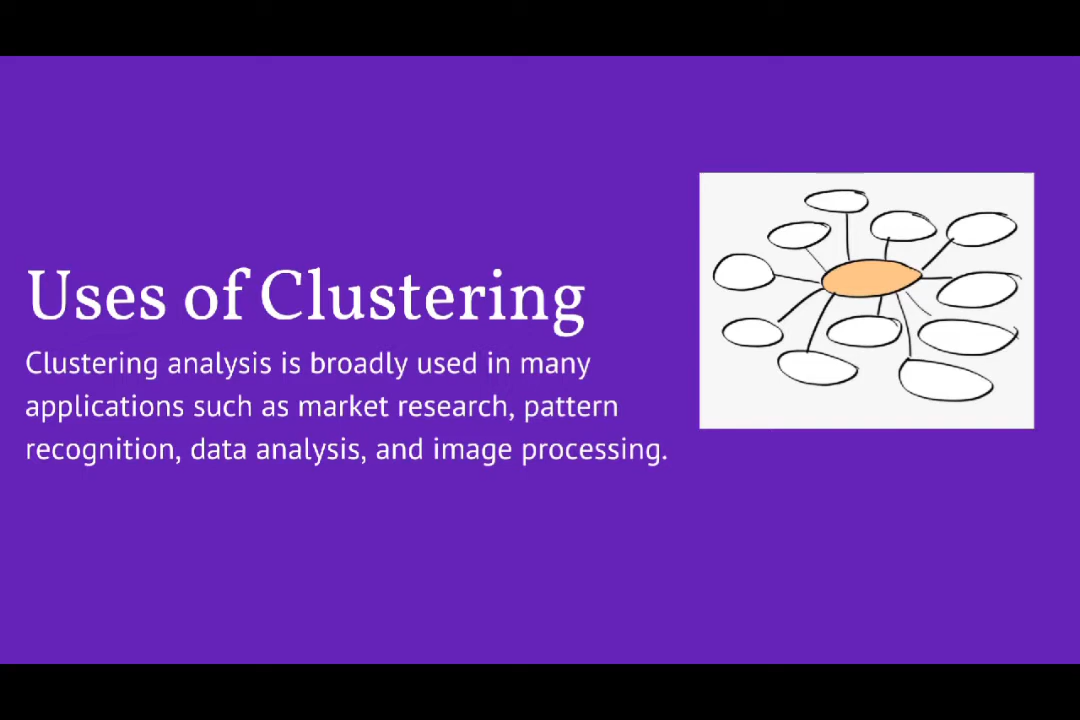 Uses of Clustering
Clustering analysis is broadly used in many
applications such as market research, pattern
recognition, data analysis, and image processing.